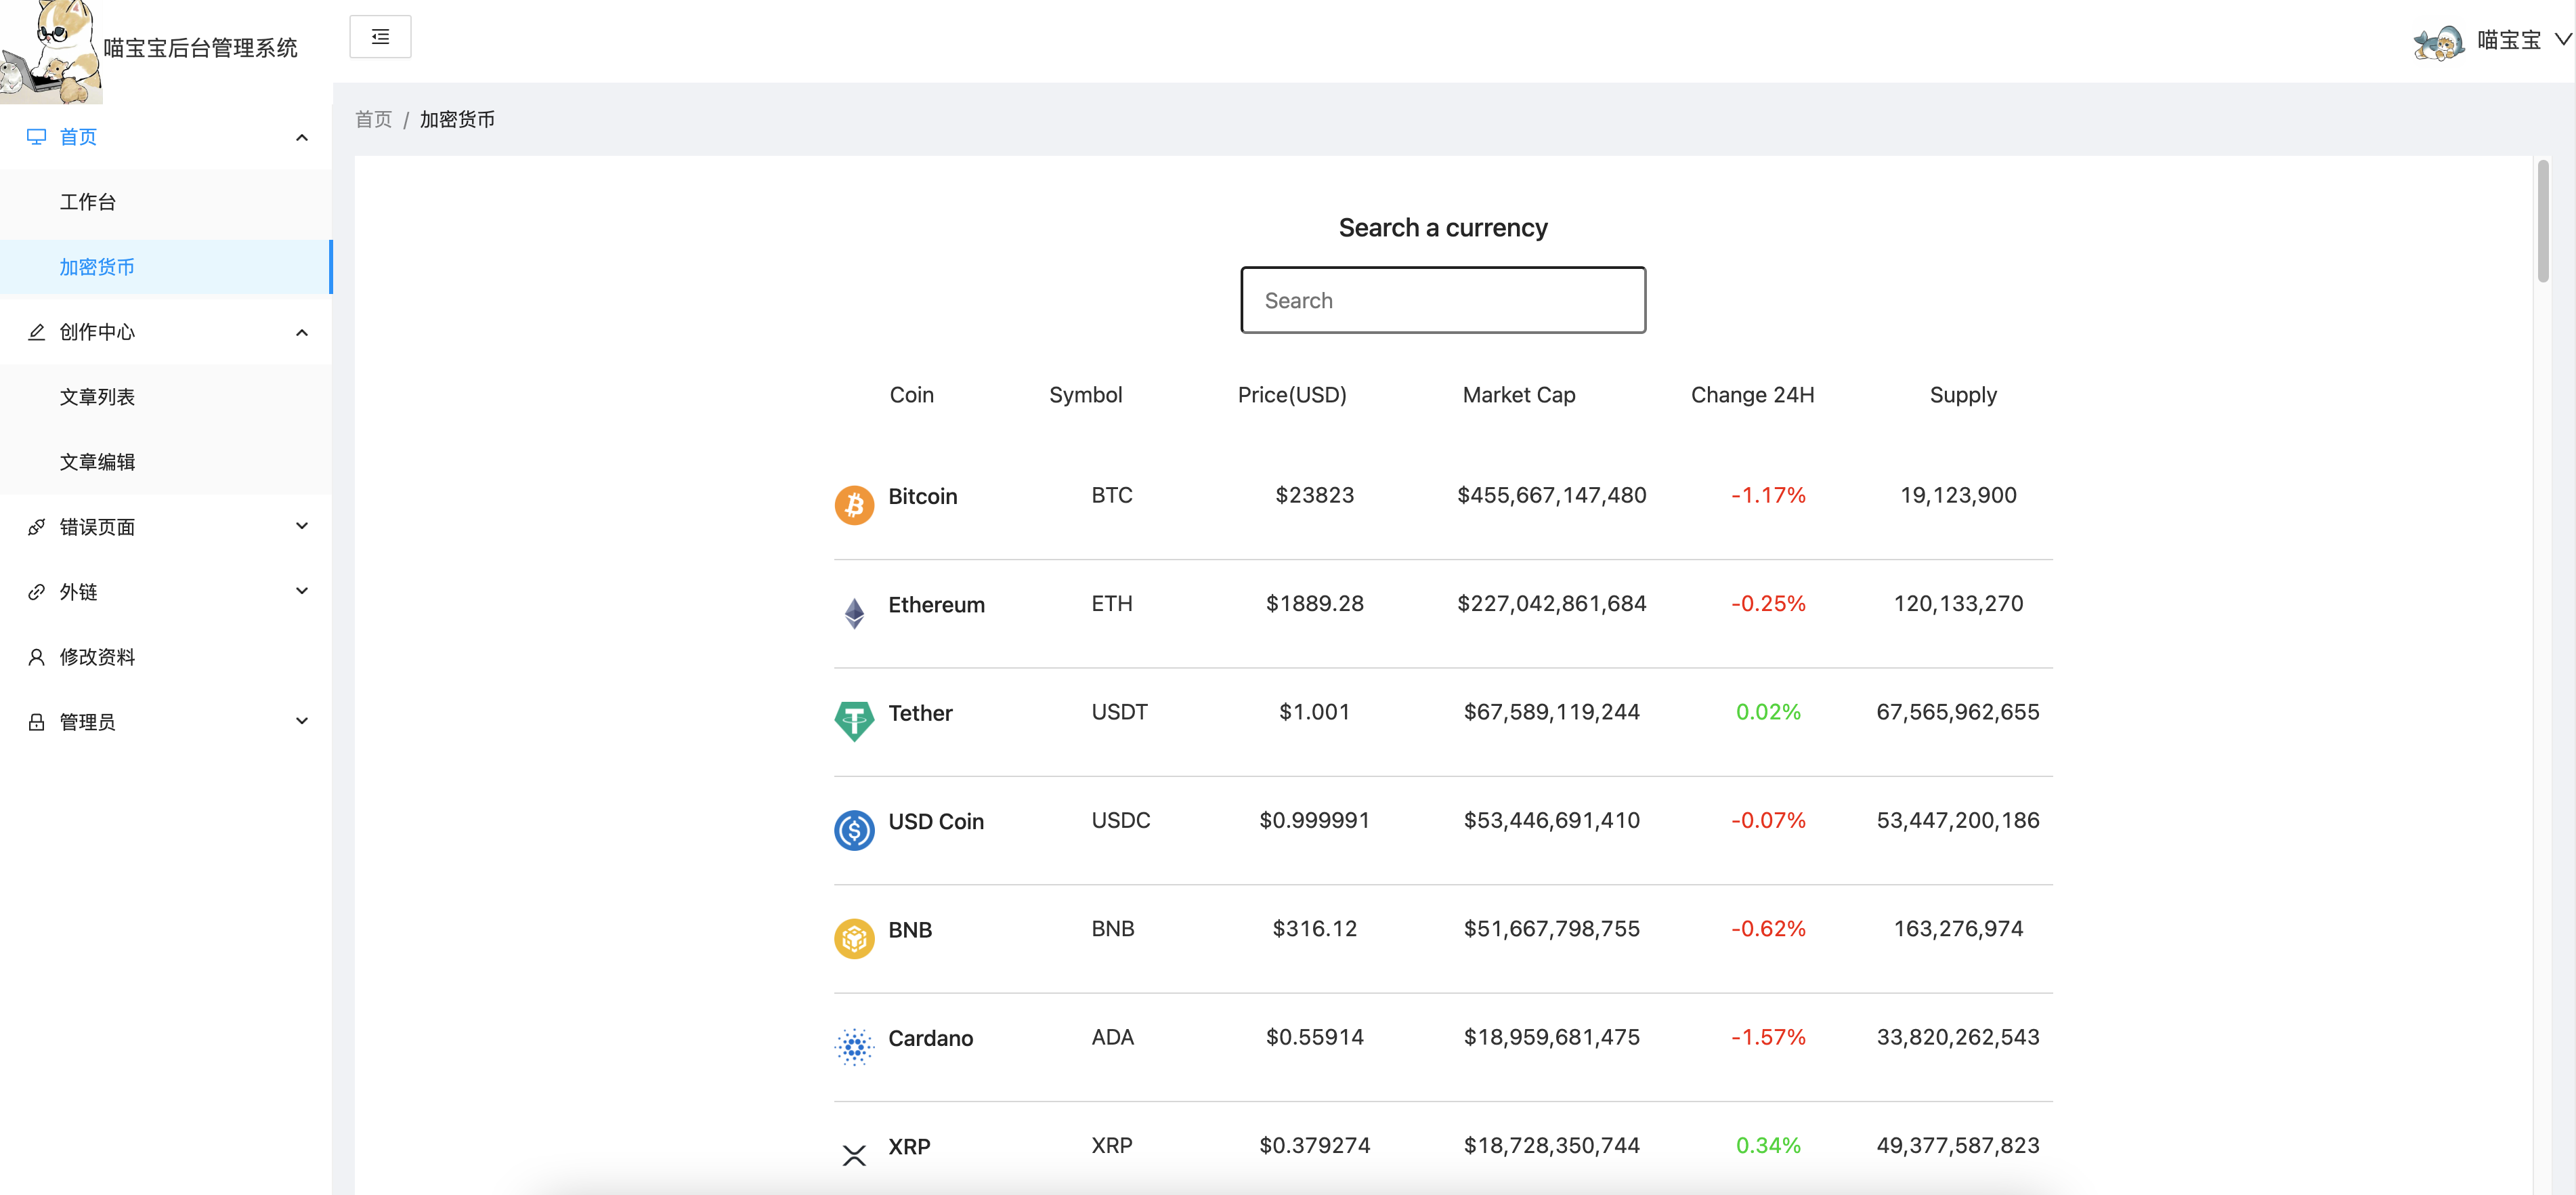 喵宝宝后台管理系统
喵宝宝
首页
工作台
加密货币
创作中心
文章列表
文章编辑
错误页面
外链
修改资料
管理员
首页 / 加密货币
Search a currency
Search
Coin Symbol Price(USD) Market Cap Change 24H Supply
Bitcoin BTC $23823 $455,667,147,480 -1.17% 19,123,900
Ethereum ETH $1889.28 $227,042,861,684 -0.25% 120,133,270
Tether USDT $1.001 $67,589,119,244 0.02% 67,565,962,655
USD Coin USDC $0.999991 $53,446,691,410 -0.07% 53,447,200,186
BNB BNB $316.12 $51,667,798,755 -0.62% 163,276,974
Cardano ADA $0.55914 $18,959,681,475 -1.57% 33,820,262,543
XRP XRP $0.379274 $18,728,350,744 0.34% 49,377,587,823